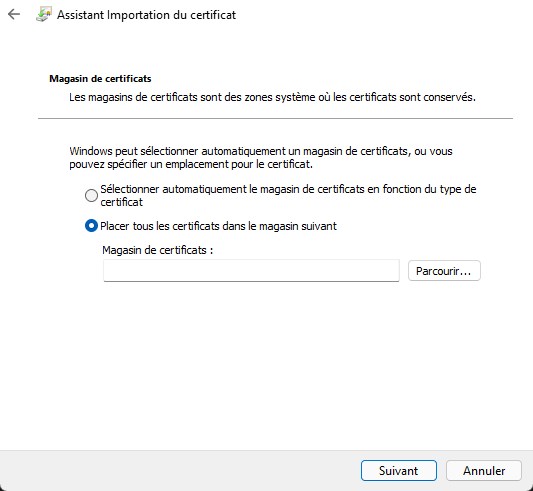 Assistant Importation du certificat
Magasin de certificats
Les magasins de certificats sont des zones système où les certificats sont conservés.
Windows peut sélectionner automatiquement un magasin de certificats, ou vous
pouvez spécifier un emplacement pour le certificat.
Sélectionner automatiquement le magasin de certificats en fonction du type de
certificat
Placer tous les certificats dans le magasin suivant
Magasin de certificats :
Parcourir...
Suivant
Annuler